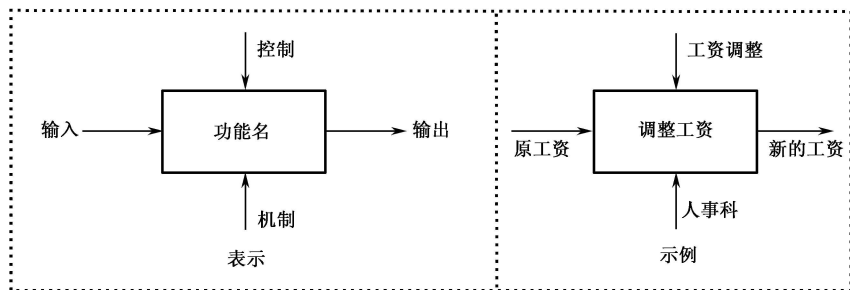 控制
输入
功能名
输出
机制
表示
工资调整
原工资
调整工资
新的工资
人事科
示例